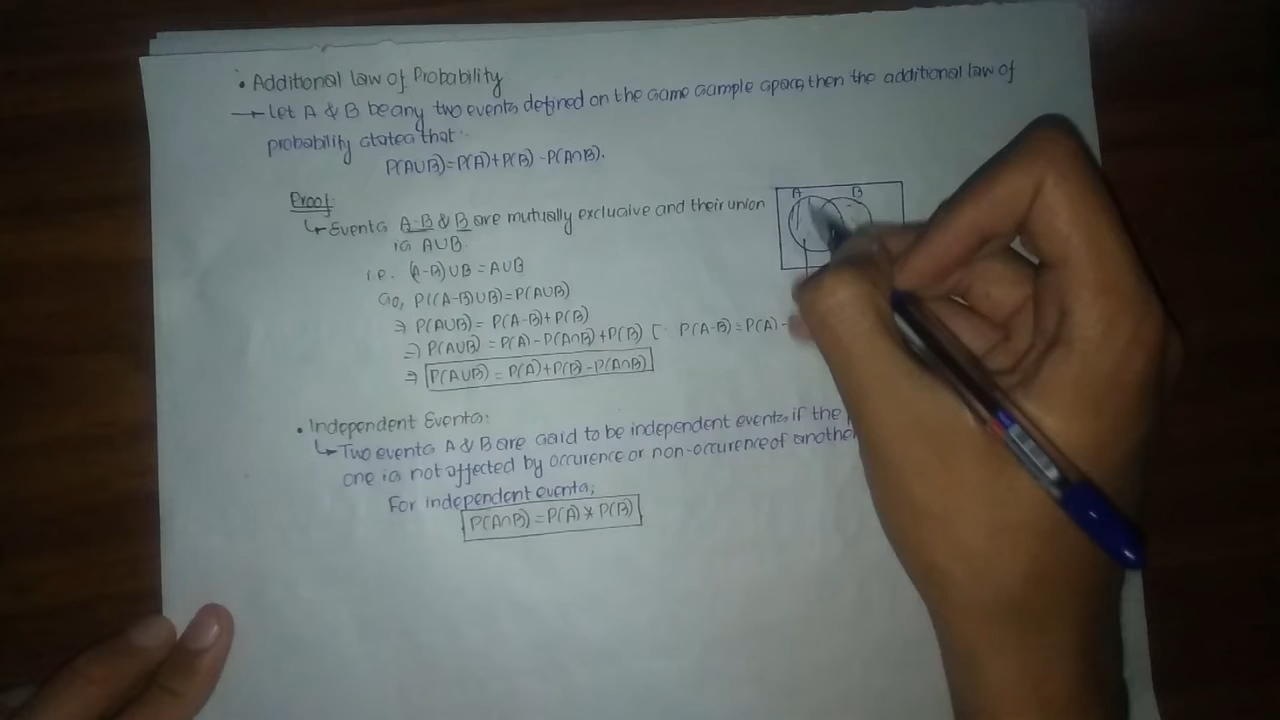 • Additional law of Probability
→ Let A & B be any two events defined on the same sample space, then the additional law of
probability states that:
P(A∪B)=P(A)+P(B)-P(A∩B).
Proof:
↳ Events A-B & B are mutually exclusive and their union
is A∪B.
A B
i.e. (A-B)∪B = A∪B
So, P((A-B)∪B)=P(A∪B)
⇒ P(A∪B) = P(A-B)+P(B)
⇒ P(A∪B) = P(A)-P(A∩B)+P(B) [∵ P(A-B)=P(A)-
⇒ P(A∪B) = P(A)+P(B)-P(A∩B)
• Independent Events:
↳ Two events A & B are said to be independent events if the
one is not affected by occurence or non-occurence of another
For independent events,
P(A∩B)=P(A) * P(B)